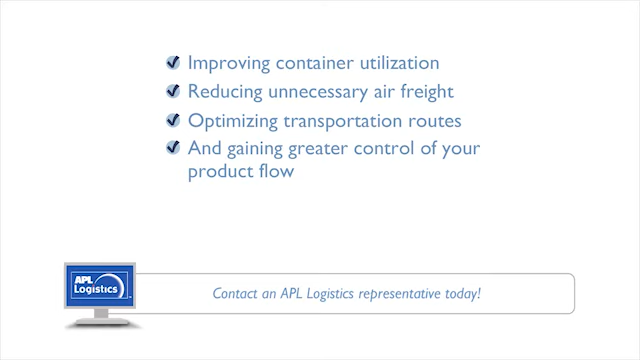 Improving container utilization
Reducing unnecessary air freight
Optimizing transportation routes
And gaining greater control of your
product flow
APL
Logistics
Contact an APL Logistics representative today!